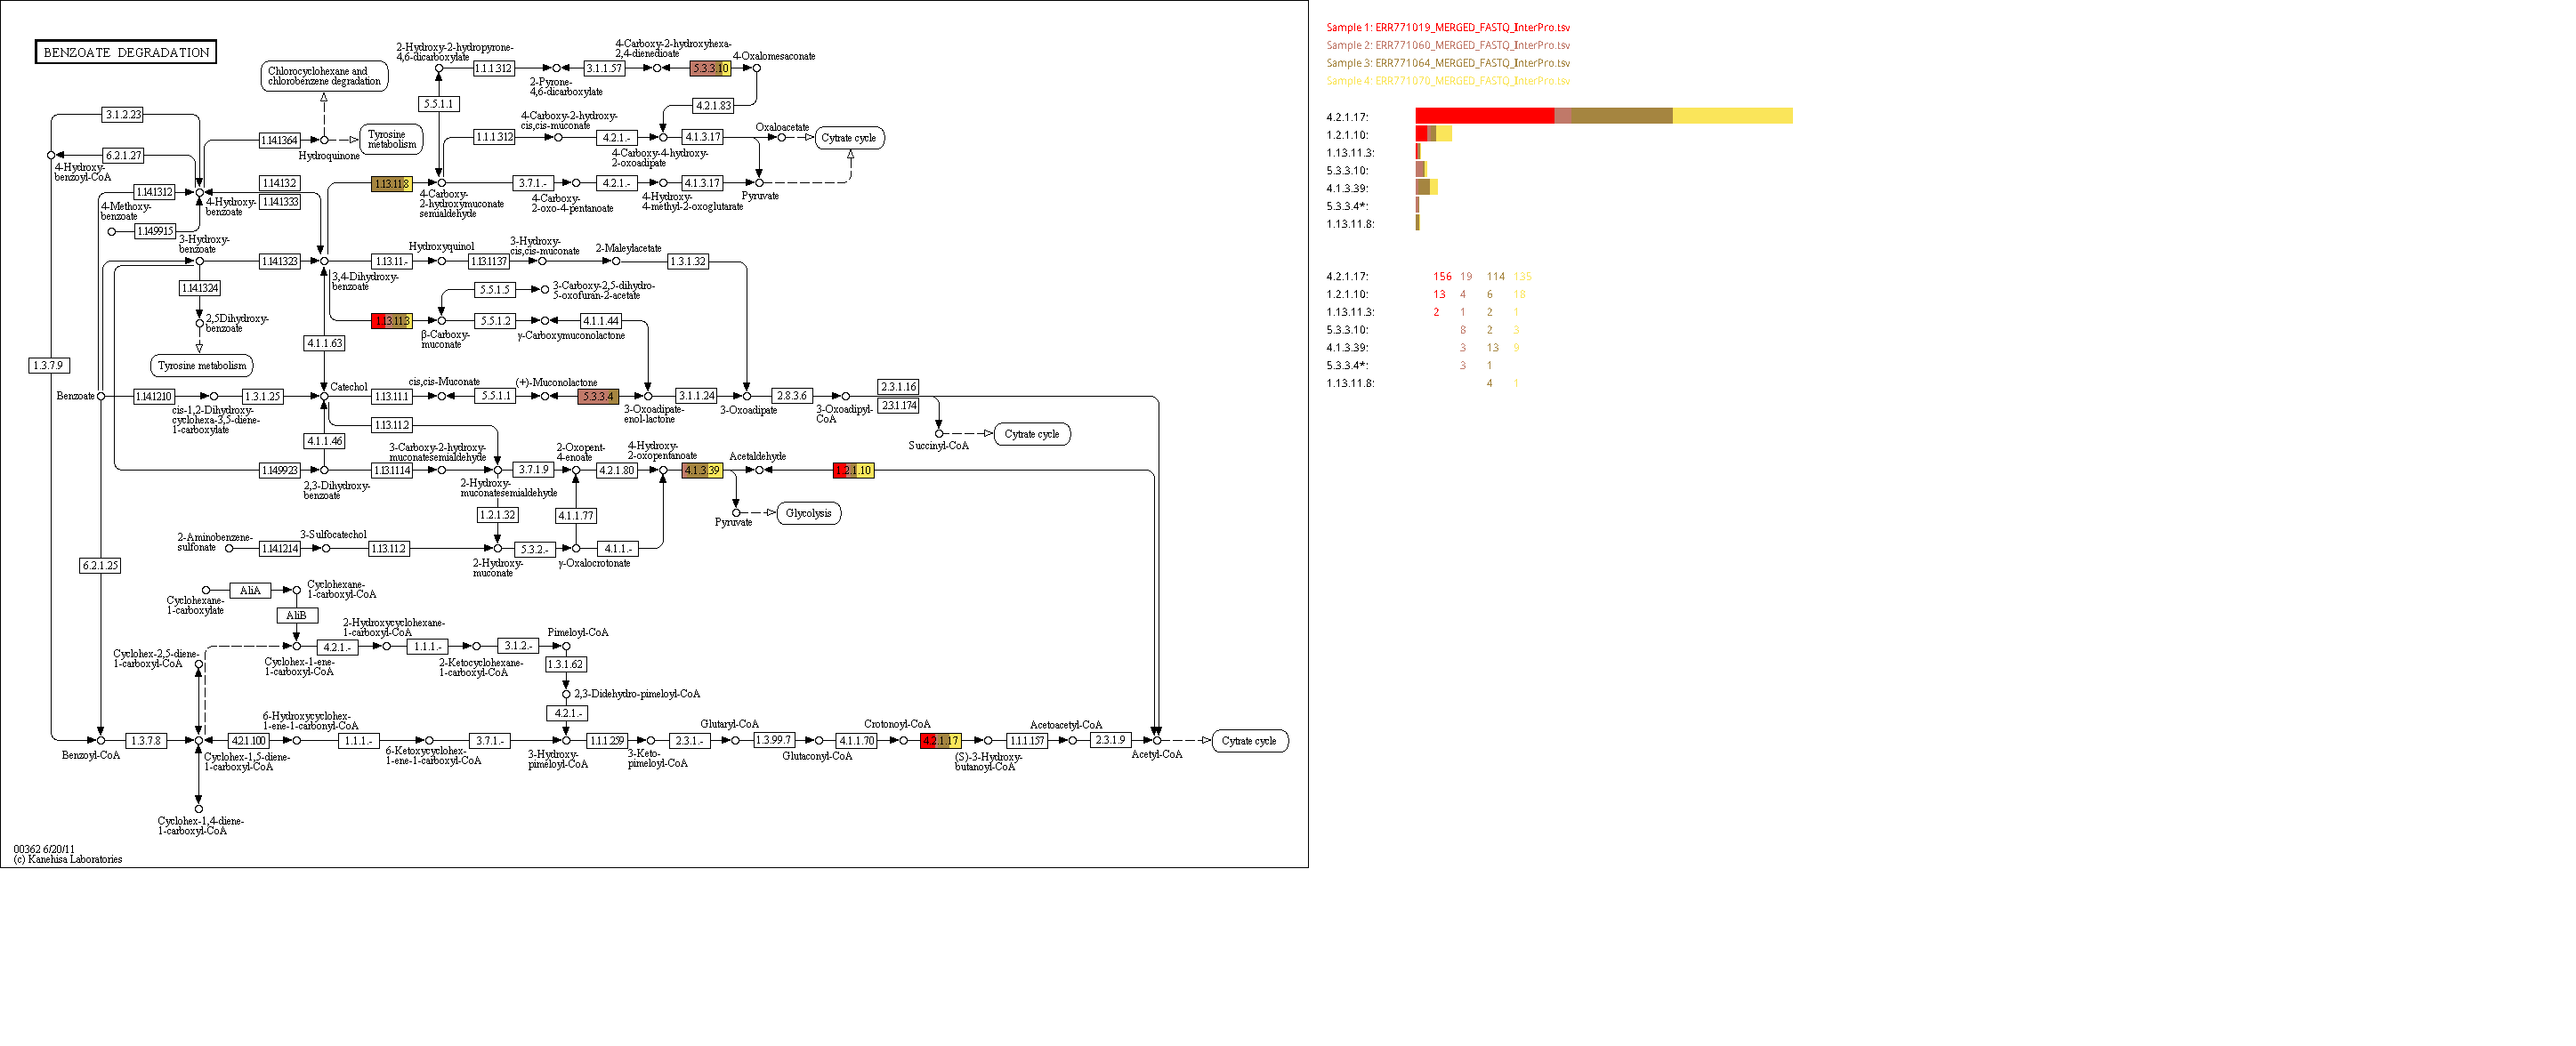 BENZOATE DEGRADATION
2-Hydroxy-2-hydropyrone-
4,6-dicarboxylate
4-Carboxy-2-hydroxyhexa-
2,4-dienedioate
4-Oxalomesaconate
1.1.1.312
3.1.1.57
5.3.3.10
2-Pyrone-
4,6-dicarboxylate
Chlorocyclohexane and
chlorobenzene degradation
5.5.1.1
4.2.1.83
3.1.2.23
4-Carboxy-2-hydroxy-
cis,cis-muconate
Oxaloacetate
1.14.13.64
Tyrosine
metabolism
1.1.1.312
4.2.1.-
4.1.3.17
Cytrate cycle
Hydroquinone
6.2.1.27
4-Carboxy-4-hydroxy-
2-oxoadipate
4-Hydroxy-
benzoyl-CoA
1.14.13.2
1.14.13.33
1.13.11.8
3.7.1.-
4.2.1.-
4.1.3.17
Pyruvate
1.14.13.12
4-Methoxy-
benzoate
4-Hydroxy-
benzoate
4-Carboxy-
2-hydroxymuconate
semialdehyde
4-Carboxy-
2-oxo-4-pentanoate
4-Hydroxy-
4-methyl-2-oxoglutarate
1.14.99.15
3-Hydroxy-
benzoate
Hydroxyquinol
3-Hydroxy-
cis,cis-muconate
2-Maleylacetate
1.14.13.23
1.13.11.-
1.13.11.37
1.3.1.32
3,4-Dihydroxy-
benzoate
1.14.13.24
5.5.1.5
3-Carboxy-2,5-dihydro-
5-oxofuran-2-acetate
2,5Dihydroxy-
benzoate
1.13.11.3
5.5.1.2
4.1.1.44
β-Carboxy-
muconate
γ-Carboxymuconolactone
4.1.1.63
Tyrosine metabolism
1.3.7.9
Catechol
cis,cis-Muconate
(+)-Muconolactone
2.3.1.16
2.3.1.174
Benzoate
1.14.12.10
1.3.1.25
1.13.11.1
5.5.1.1
5.3.3.4
3.1.1.24
2.8.3.6
cis-1,2-Dihydroxy-
cyclohexa-3,5-diene-
1-carboxylate
3-Oxoadipate-
enol-lactone
3-Oxoadipate
3-Oxoadipyl-
CoA
1.13.11.2
4.1.1.46
Succinyl-CoA
Cytrate cycle
3-Carboxy-2-hydroxy-
muconatesemialdehyde
2-Oxopent-
4-enoate
4-Hydroxy-
2-oxopentanoate
Acetaldehyde
1.14.99.23
1.13.11.14
3.7.1.9
4.2.1.80
4.1.3.39
1.2.1.10
2,3-Dihydroxy-
benzoate
2-Hydroxy-
muconatesemialdehyde
1.2.1.32
4.1.1.77
Pyruvate
Glycolysis
2-Aminobenzene-
sulfonate
3-Sulfocatechol
1.14.12.14
1.13.11.2
5.3.2.-
4.1.1.-
2-Hydroxy-
muconate
γ-Oxalocrotonate
6.2.1.25
AliA
Cyclohexane-
1-carboxyl-CoA
Cyclohexane-
1-carboxylate
AliB
2-Hydroxycyclohexane-
1-carboxyl-CoA
Pimeloyl-CoA
4.2.1.-
1.1.1.-
3.1.2.-
Cyclohex-2,5-diene-
1-carboxyl-CoA
Cyclohex-1-ene-
1-carboxyl-CoA
2-Ketocyclohexane-
1-carboxyl-CoA
1.3.1.62
2,3-Didehydro-pimeloyl-CoA
4.2.1.-
6-Hydroxycyclohex-
1-ene-1-carbonyl-CoA
Glutaryl-CoA
Crotonoyl-CoA
Acetoacetyl-CoA
Benzoyl-CoA
1.3.7.8
4.2.1.100
1.1.1.-
3.7.1.-
1.1.1.259
2.3.1.-
1.3.99.7
4.1.1.70
4.2.1.17
1.1.1.157
2.3.1.9
Cytrate cycle
Cyclohex-1,5-diene-
1-carboxyl-CoA
6-Ketoxycyclohex-
1-ene-1-carboxyl-CoA
3-Hydroxy-
pimeloyl-CoA
3-Keto-
pimeloyl-CoA
Glutaconyl-CoA
(S)-3-Hydroxy-
butanoyl-CoA
Acetyl-CoA
Cyclohex-1,4-diene-
1-carboxyl-CoA
00362 6/20/11
(c) Kanehisa Laboratories
Sample 1: ERR771019_MERGED_FASTQ_InterPro.tsv
Sample 2: ERR771060_MERGED_FASTQ_InterPro.tsv
Sample 3: ERR771064_MERGED_FASTQ_InterPro.tsv
Sample 4: ERR771070_MERGED_FASTQ_InterPro.tsv
4.2.1.17:
1.2.1.10:
1.13.11.3:
5.3.3.10:
4.1.3.39:
5.3.3.4*:
1.13.11.8:
4.2.1.17: 156 19 114 135
1.2.1.10: 13 4 6 18
1.13.11.3: 2 1 2 1
5.3.3.10: 8 2 3
4.1.3.39: 3 13 9
5.3.3.4*: 3 1
1.13.11.8: 4 1